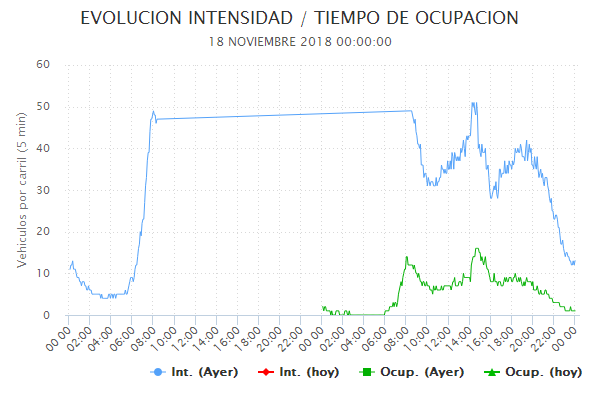 EVOLUCION INTENSIDAD / TIEMPO DE OCUPACION
18 NOVIEMBRE 2018 00:00:00
Vehiculos por carril (5 min)
60
50
40
30
20
10
0
00:00 02:00 04:00 06:00 08:00 10:00 12:00 14:00 16:00 18:00 20:00 22:00 00:00 02:00 04:00 06:00 08:00 10:00 12:00 14:00 16:00 18:00 20:00 22:00 00:00
Int. (Ayer) Int. (hoy) Ocup. (Ayer) Ocup. (hoy)